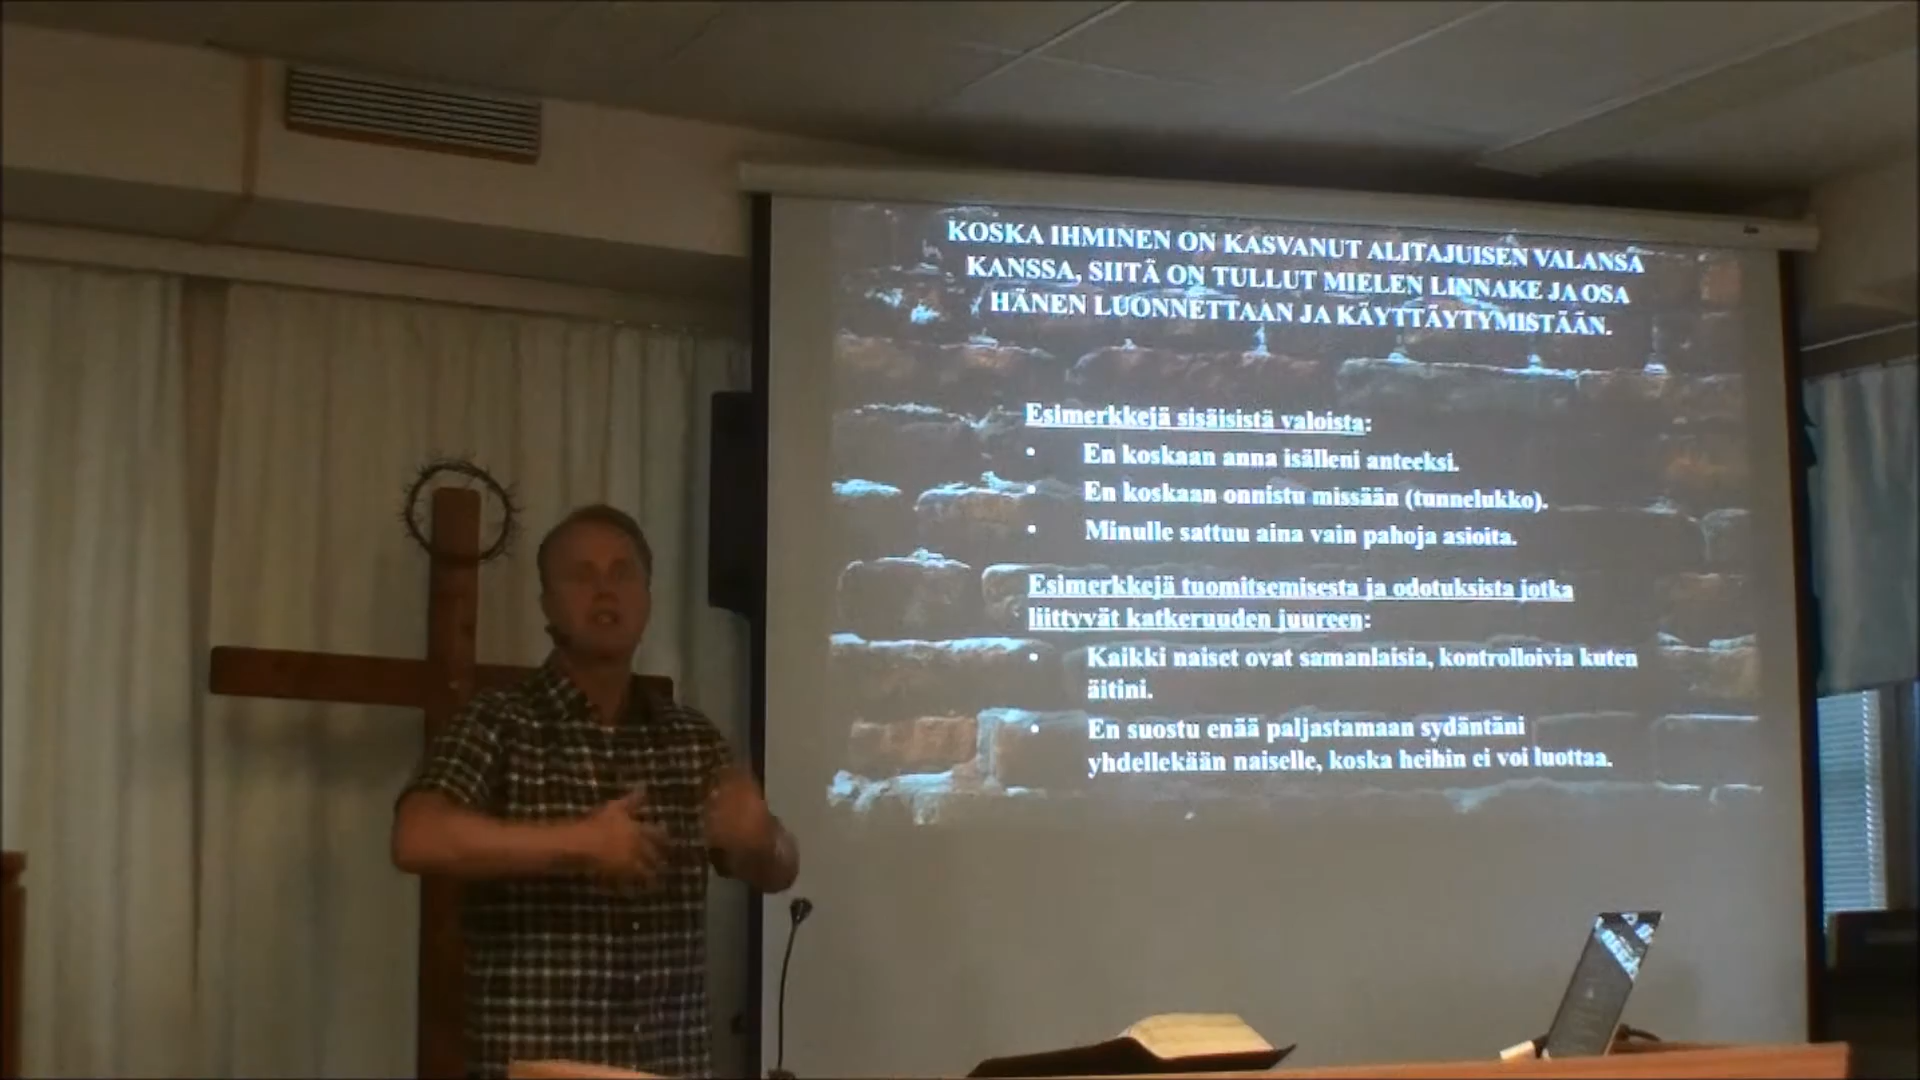 KOSKA IHMINEN ON KASVANUT ALITAJUISEN VALANSA
KANSSA, SIITÄ ON TULLUT MIELEN LINNAKE JA OSA
HÄNEN LUONNETTAAN JA KÄYTTÄYTYMISTÄÄN.
Esimerkkejä sisäisistä valoista:
• En koskaan anna isälleni anteeksi.
• En koskaan onnistu missään (tunnelukko).
• Minulle sattuu aina vain pahoja asioita.
Esimerkkejä tuomitsemisesta ja odotuksista jotka
liittyvät katkeruuden juureen:
• Kaikki naiset ovat samanlaisia, kontrolloivia kuten
äitini.
• En suostu enää paljastamaan sydäntäni
yhdellekään naiselle, koska heihin ei voi luottaa.